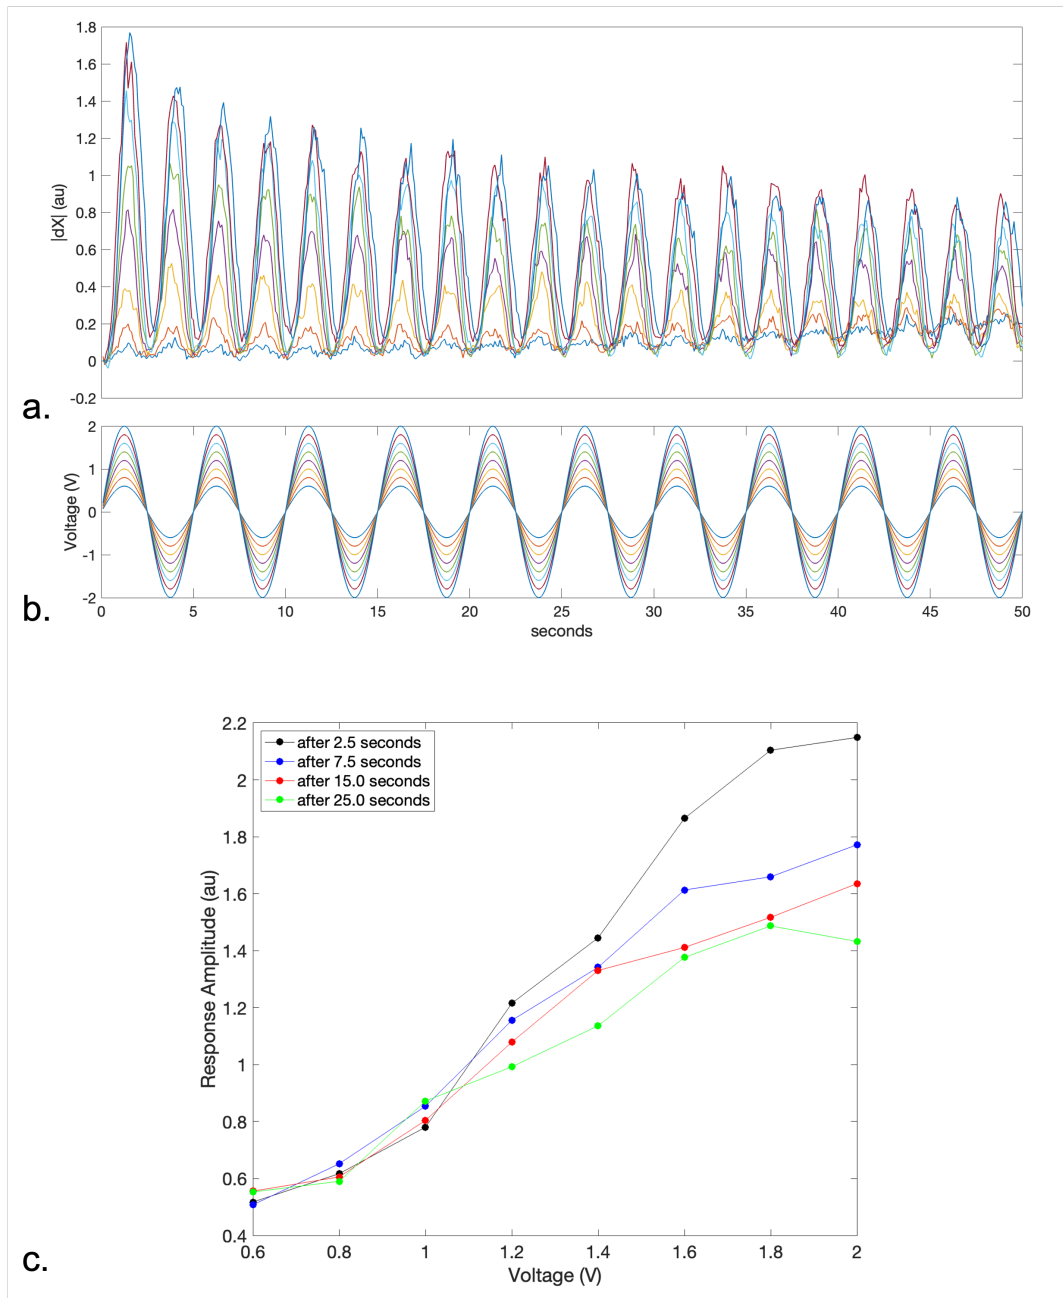 1.8
1.6
1.4
1.2
1
0.8
0.6
0.4
0.2
0
-0.2
|dX| (au)
a.
2
1
0
-1
-2
Voltage (V)
0 5 10 15 20 25 30 35 40 45 50
seconds
b.
2.2
2
1.8
1.6
1.4
1.2
1
0.8
0.6
0.4
Response Amplitude (au)
after 2.5 seconds
after 7.5 seconds
after 15.0 seconds
after 25.0 seconds
0.6 0.8 1 1.2 1.4 1.6 1.8 2
Voltage (V)
c.